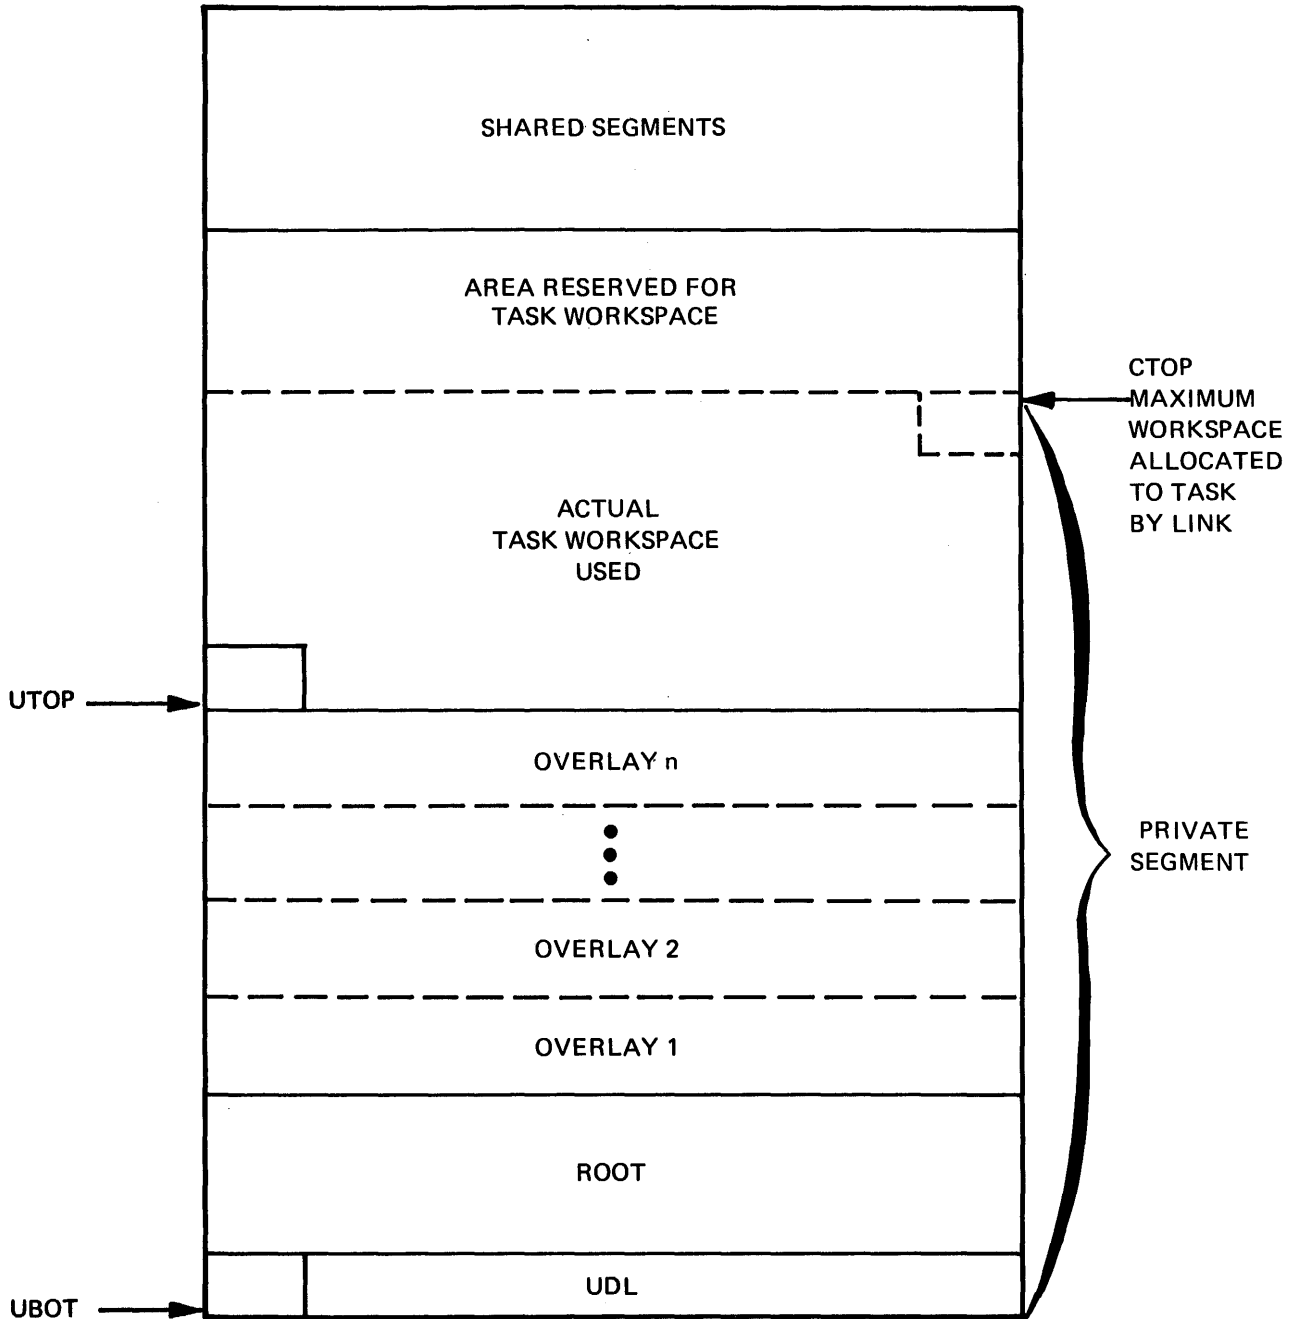 SHARED SEGMENTS
AREA RESERVED FOR
TASK WORKSPACE
CTOP
MAXIMUM
WORKSPACE
ALLOCATED
TO TASK
BY LINK
ACTUAL
TASK WORKSPACE
USED
UTOP
OVERLAY n
PRIVATE
SEGMENT
OVERLAY 2
OVERLAY 1
ROOT
UDL
UBOT